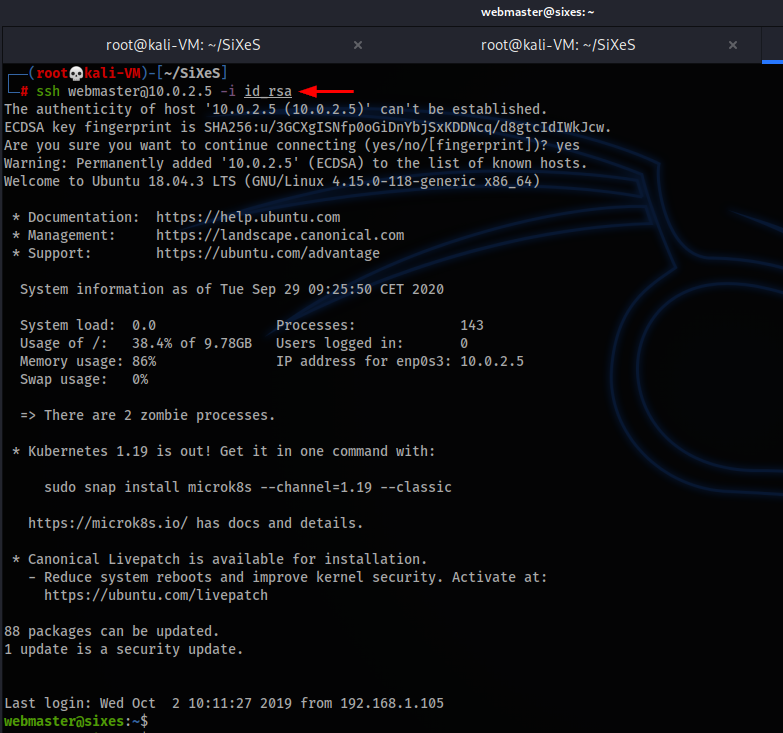 webmaster@sixes: ~
root@kali-VM: ~/SiXeS × root@kali-VM: ~/SiXeS ×
┌──(root💀kali-VM)-[~/SiXeS]
└─# ssh webmaster@10.0.2.5 -i id_rsa
The authenticity of host '10.0.2.5 (10.0.2.5)' can't be established.
ECDSA key fingerprint is SHA256:u/3GCXgISNfp0oGiDnYbjSxKDDNcq/d8gtcIdIWkJcw.
Are you sure you want to continue connecting (yes/no/[fingerprint])? yes
Warning: Permanently added '10.0.2.5' (ECDSA) to the list of known hosts.
Welcome to Ubuntu 18.04.3 LTS (GNU/Linux 4.15.0-118-generic x86_64)
* Documentation:  https://help.ubuntu.com
* Management:     https://landscape.canonical.com
* Support:        https://ubuntu.com/advantage
System information as of Tue Sep 29 09:25:50 CET 2020
System load:  0.0               Processes:             143
Usage of /:   38.4% of 9.78GB   Users logged in:       0
Memory usage: 86%               IP address for enp0s3: 10.0.2.5
Swap usage:   0%
=> There are 2 zombie processes.
* Kubernetes 1.19 is out! Get it in one command with:
sudo snap install microk8s --channel=1.19 --classic
https://microk8s.io/ has docs and details.
* Canonical Livepatch is available for installation.
- Reduce system reboots and improve kernel security. Activate at:
https://ubuntu.com/livepatch
88 packages can be updated.
1 update is a security update.
Last login: Wed Oct  2 10:11:27 2019 from 192.168.1.105
webmaster@sixes:~$